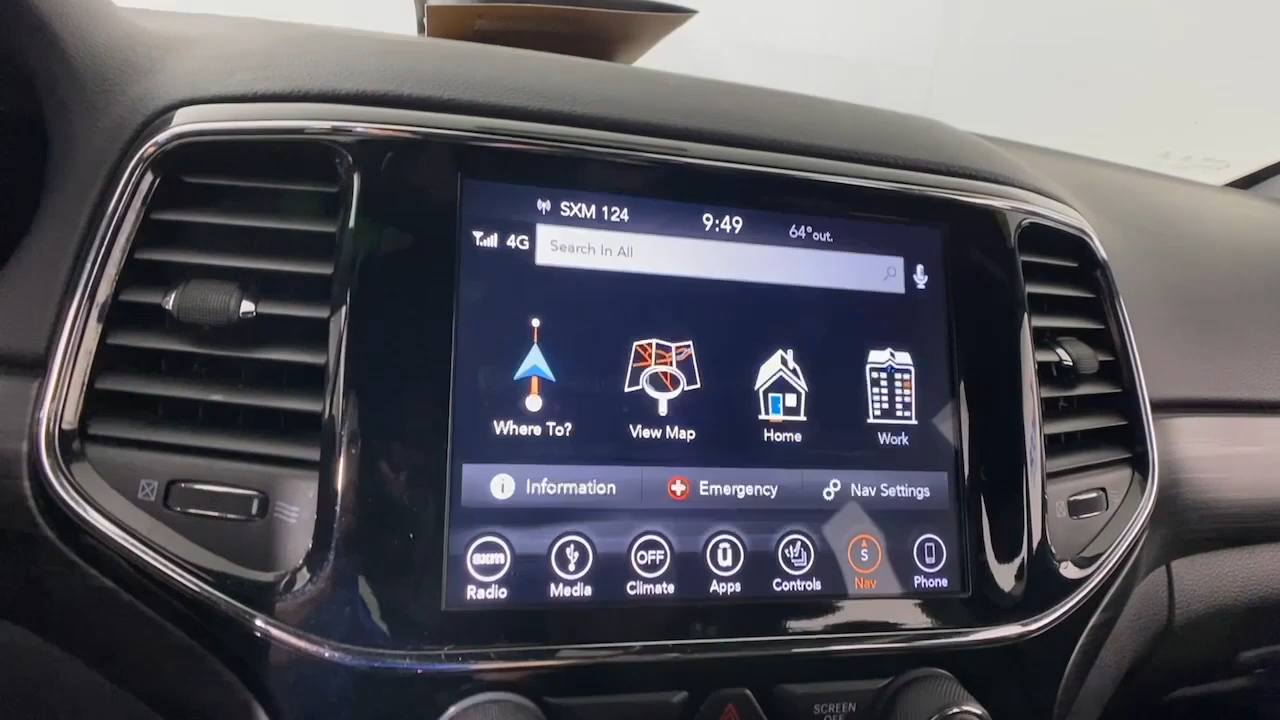 SXM 124
9:49
64° out.
4G
Search In All
Where To?
View Map
Home
Work
i Information
Emergency
Nav Settings
sxm
OFF
S
Radio
Media
Climate
Apps
Controls
Nav
Phone
SCREEN
OFF